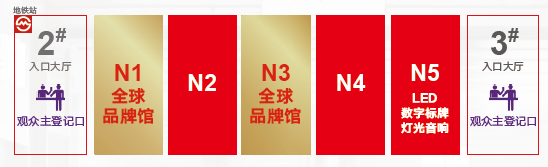 地铁站
2#
入口大厅
观众主登记口
N1
全球
品牌馆
N2
N3
全球
品牌馆
N4
N5
LED
数字标牌
灯光音响
3#
入口大厅
观众主登记口